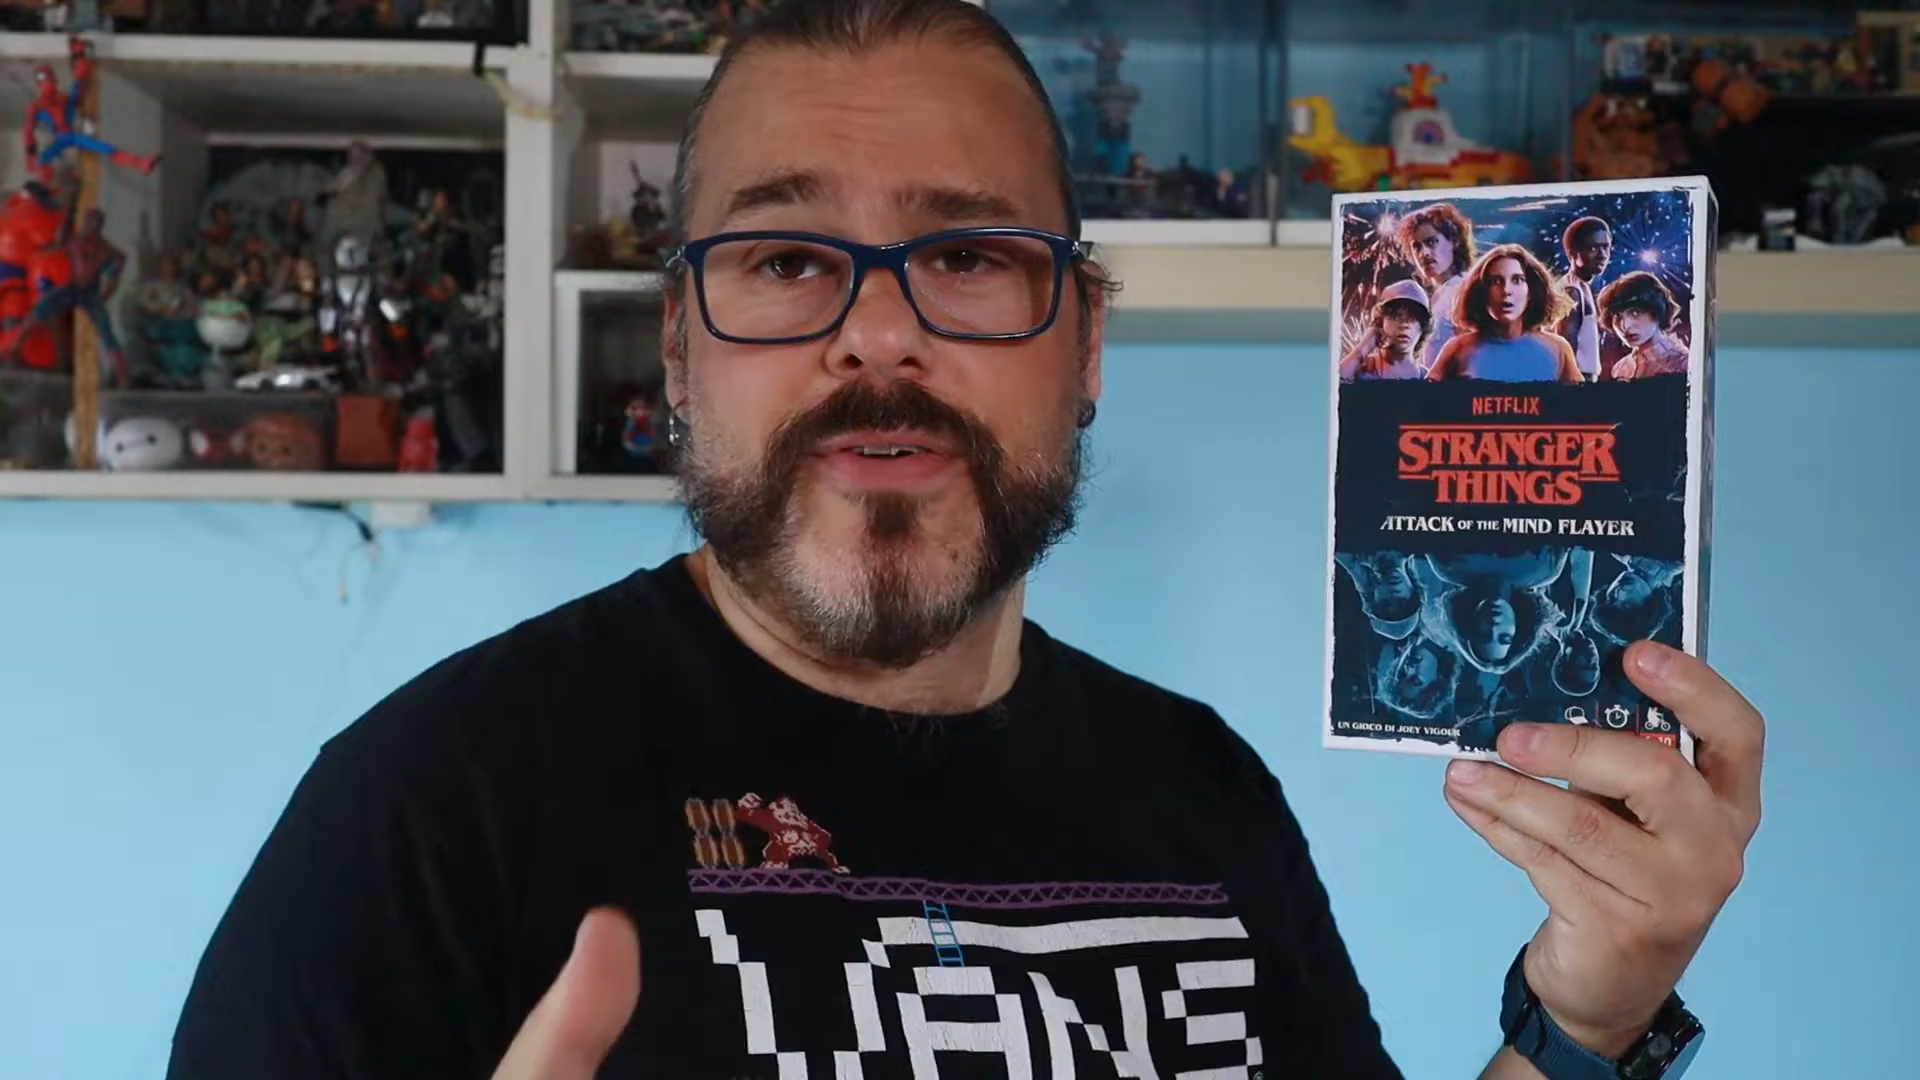 NETFLIX
STRANGER
THINGS
ATTACK OF THE MIND FLAYER
UN GIOCO DI JOEY VIGOUR
VANS